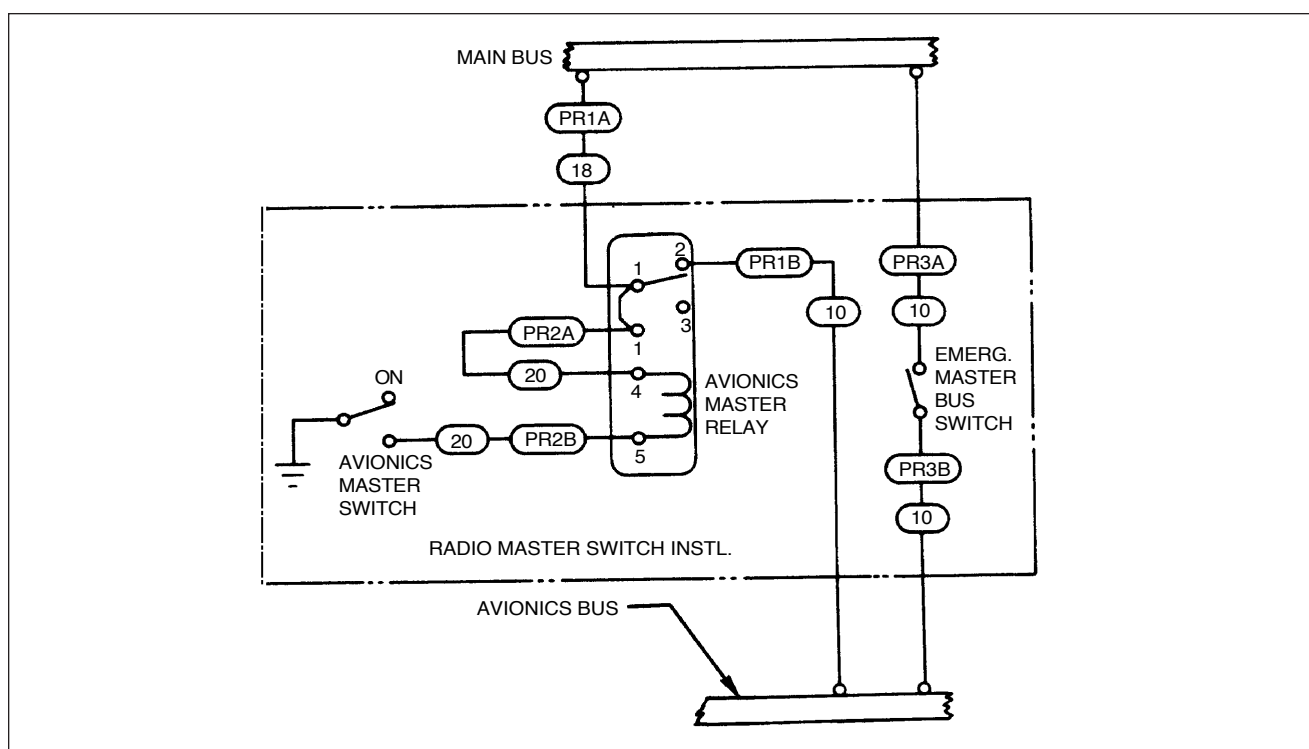 MAIN BUS
PR1A
18
2
1
PR1B
PR3A
10
10
3
PR2A
1
20
4
EMERG.
MASTER
BUS
SWITCH
ON
AVIONICS
MASTER
RELAY
20
PR2B
5
AVIONICS
MASTER
SWITCH
PR3B
10
RADIO MASTER SWITCH INSTL.
AVIONICS BUS